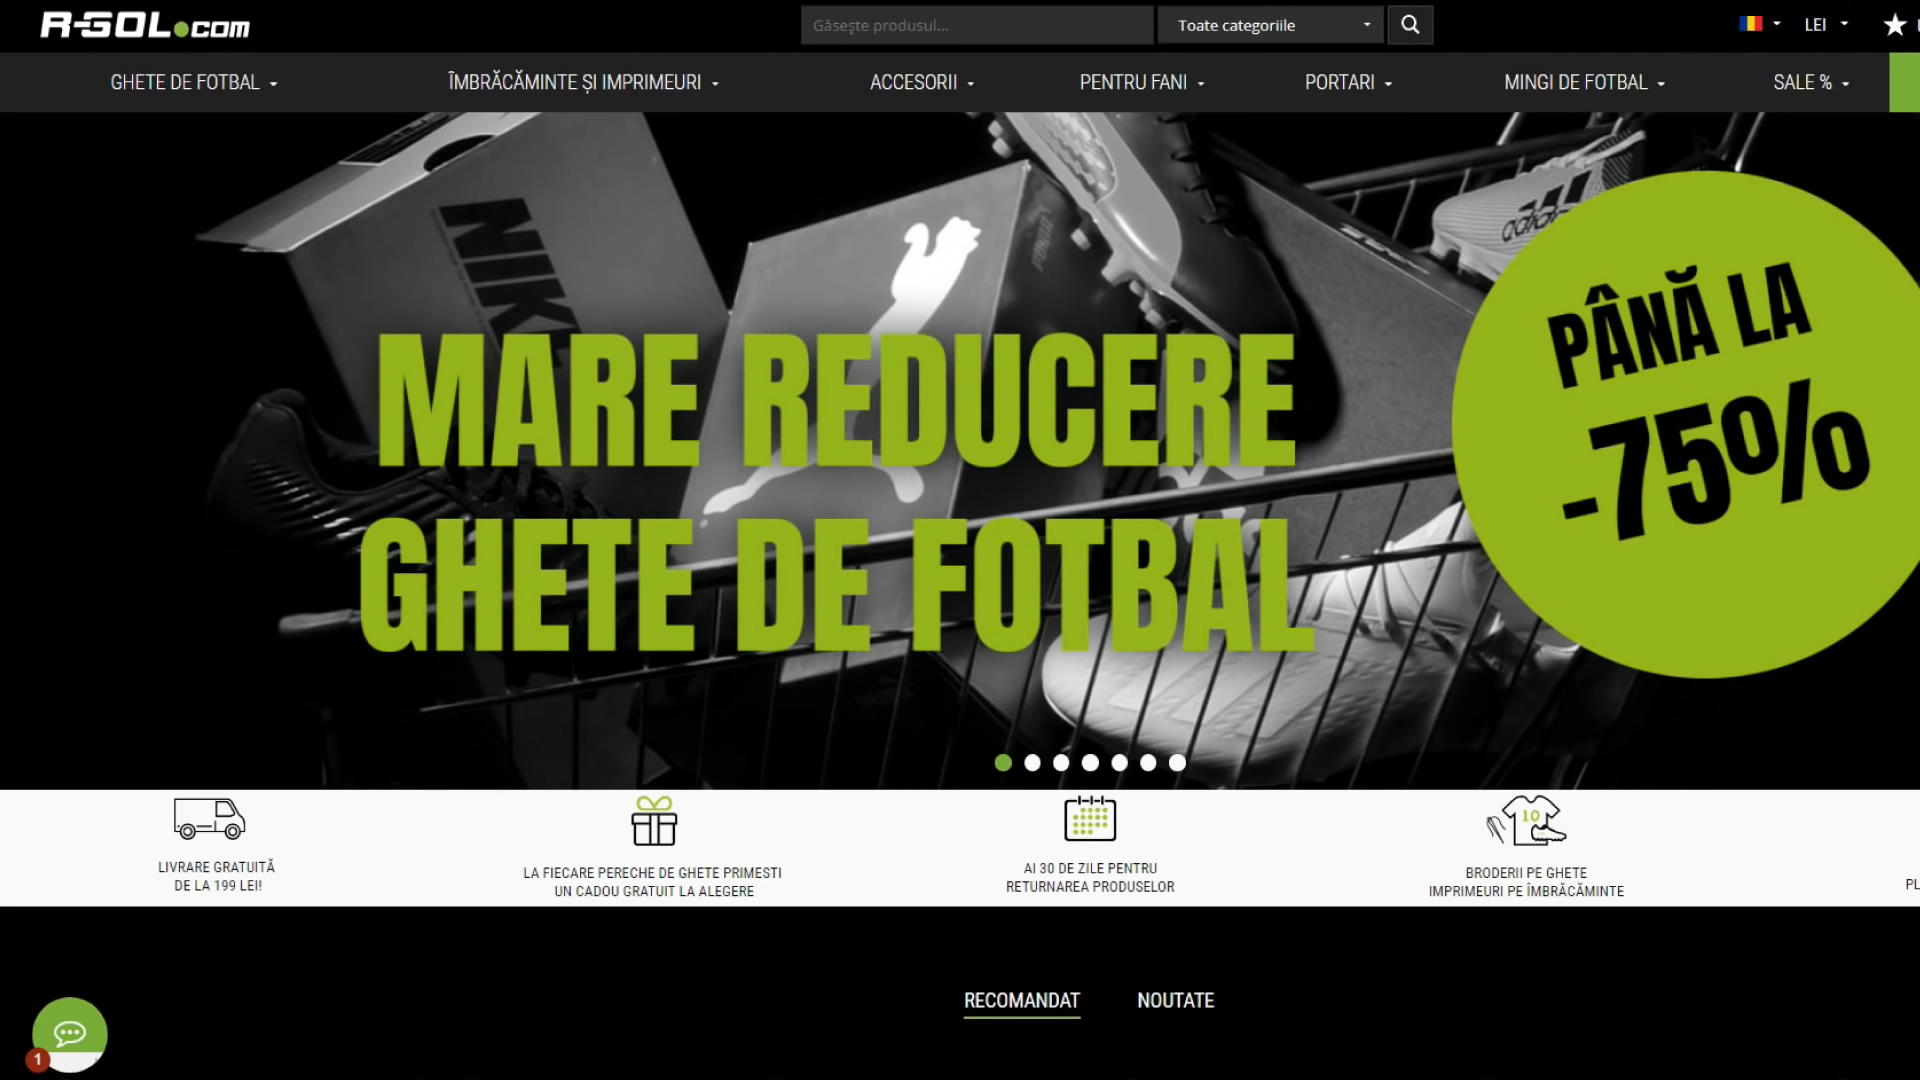 R-GOL.com
Găsește produsul...
Toate categoriile
LEI
GHETE DE FOTBAL
ÎMBRĂCĂMINTE ȘI IMPRIMEURI
ACCESORII
PENTRU FANI
PORTARI
MINGI DE FOTBAL
SALE %
NIKE
adidas
MARE REDUCERE
GHETE DE FOTBAL
PÂNĂ LA
-75%
LIVRARE GRATUITĂ
DE LA 199 LEI!
LA FIECARE PERECHE DE GHETE PRIMESTI
UN CADOU GRATUIT LA ALEGERE
AI 30 DE ZILE PENTRU
RETURNAREA PRODUSELOR
10
BRODERII PE GHETE
IMPRIMEURI PE ÎMBRĂCĂMINTE
PL
RECOMANDAT
NOUTATE
1